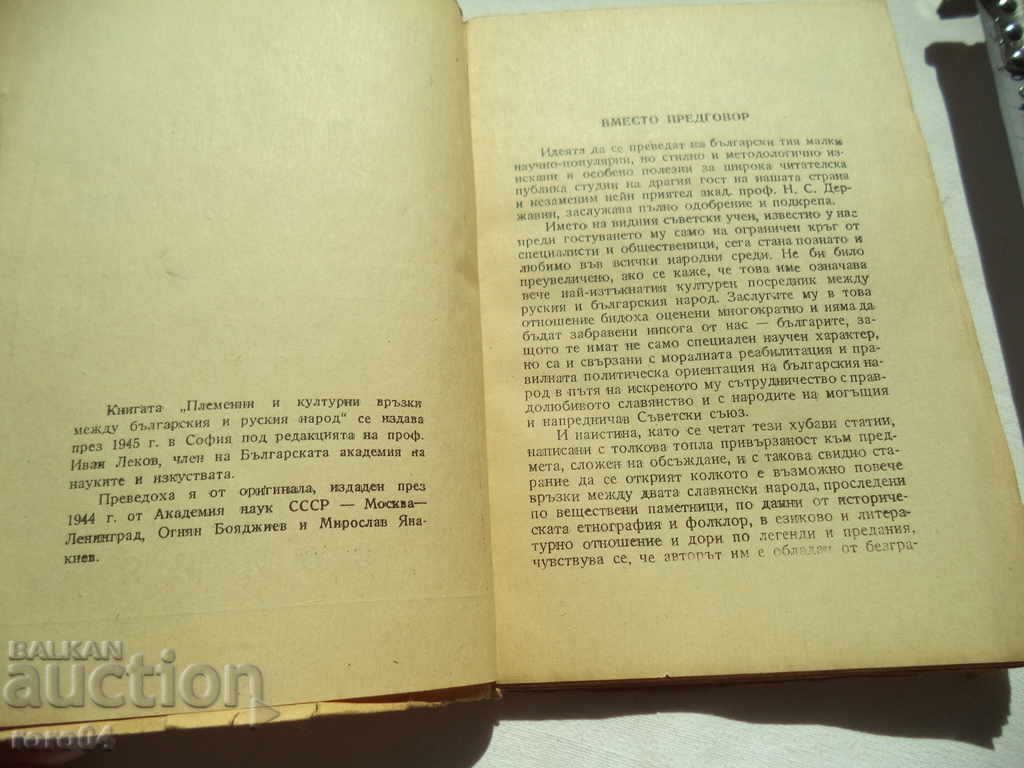 Книгата „Племенни и културни връзки
между българския и руския народ“ се издава
през 1945 г. в София под редакцията на проф.
Иван Леков, член на Българската академия на
науките и изкуствата.
Преведоха я от оригинала, издаден през
1944 г. от Академия наук СССР — Москва—
Ленинград, Огнян Бояджиев и Мирослав Яна-
киев.
ВМЕСТО ПРЕДГОВОР
Идеята да се преведат на български тия малки
научно-популярни, но стилно и методологично из-
искани и особено полезни за широка читателска
публика студии на драгия гост на нашата страна
и незаменим нейн приятел акад. проф. Н. С. Дер-
жавин, заслужава пълно одобрение и подкрепа.
Името на видния съветски учен, известно у нас
преди гостуването му само на ограничен кръг от
специалисти и общественици, сега стана познато и
любимо във всички народни среди. Не би било
преувеличено, ако се каже, че това име означава
вече най-изтъкнатия културен посредник между
руския и българския народ. Заслугите му в това
отношение бидоха оценени многократно и няма да
бъдат забравени никога от нас — българите, за-
щото те имат не само специален научен характер,
но са и свързани с моралната реабилитация и пра-
вилната политическа ориентация на българския на-
род в пътя на искреното му сътрудничество с прав-
долюбивото славянство и с народите на могъщия
и напредничав Съветски съюз.
И наистина, като се четат тези хубави статии,
написани с толкова топла привързаност към пред-
мета, сложен на обсъждане, и с такова свидно ста-
рание да се открият колкото е възможно повече
връзки между двата славянски народа, проследени
по веществени паметници, по данни от историче-
ската етнография и фолклор, в езиково и литера-
турно отношение и дори по легенди и предания,
чувствува се, че авторът им е обладан от безгра-
BALKAN
auction
roro04